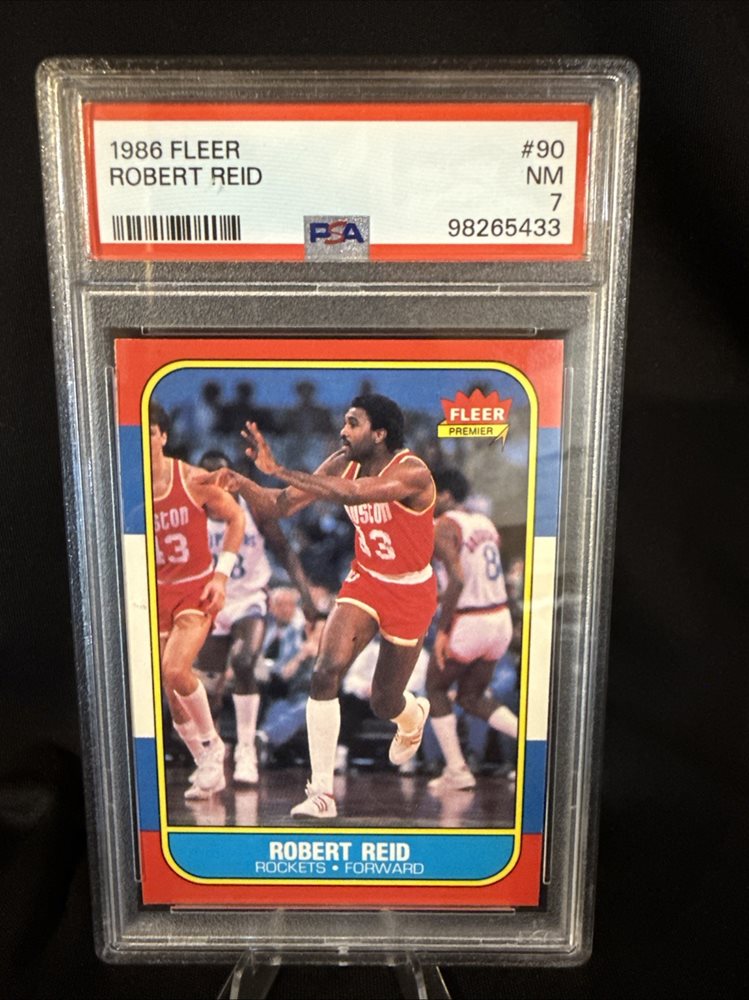 1986 FLEER #90
ROBERT REID NM
7
PSA 98265433
FLEER
PREMIER
ROBERT REID
ROCKETS • FORWARD